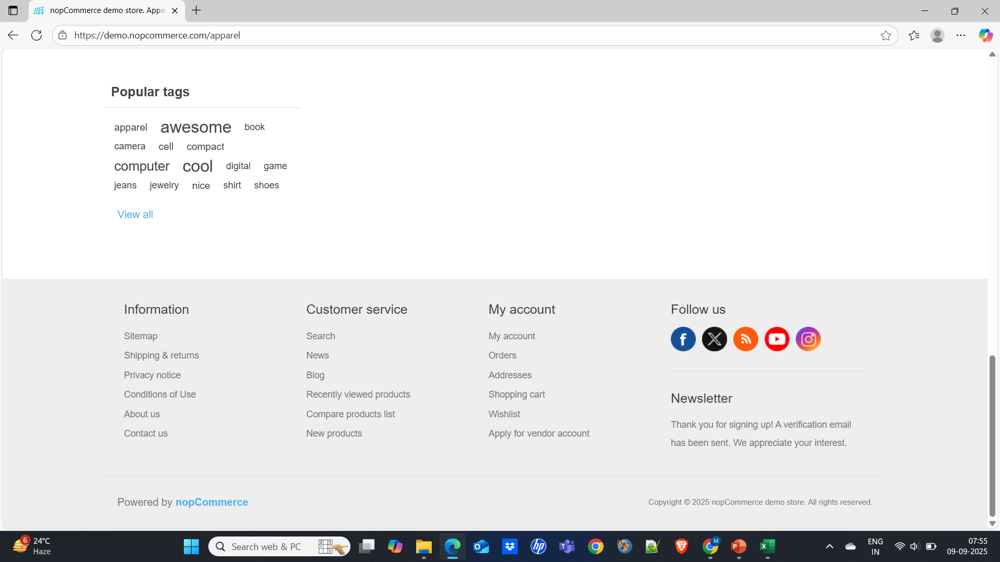 nopCommerce demo store. Appa
https://demo.nopcommerce.com/apparel
Popular tags
apparel awesome book
camera cell compact
computer cool digital game
jeans jewelry nice shirt shoes
View all
Information
Sitemap
Shipping & returns
Privacy notice
Conditions of Use
About us
Contact us
Customer service
Search
News
Blog
Recently viewed products
Compare products list
New products
My account
My account
Orders
Addresses
Shopping cart
Wishlist
Apply for vendor account
Follow us
Newsletter
Thank you for signing up! A verification email
has been sent. We appreciate your interest.
Powered by nopCommerce
Copyright © 2025 nopCommerce demo store. All rights reserved.
6
24°C
Haze
Search web & PC
ENG
IN
07:55
09-09-2025